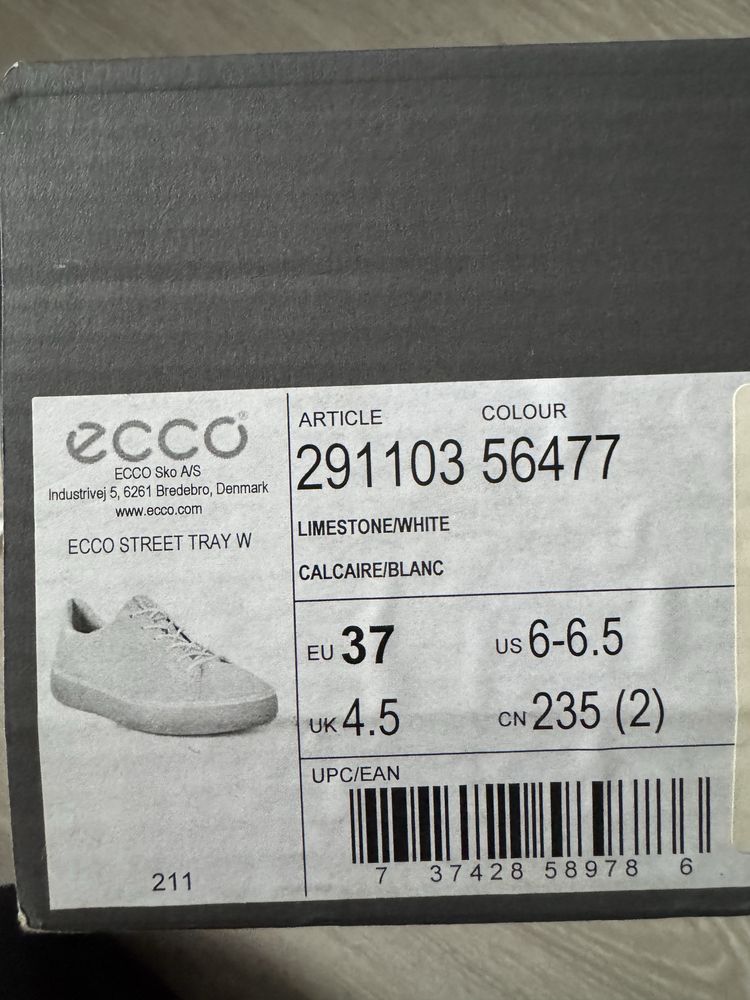 ecco®
ECCO Sko A/S
Industrivej 5, 6261 Bredebro, Denmark
www.ecco.com
ECCO STREET TRAY W
211
ARTICLE COLOUR
291103 56477
LIMESTONE/WHITE
CALCAIRE/BLANC
EU 37 US 6-6.5
UK 4.5 CN 235 (2)
UPC/EAN
7 37428 58978 6